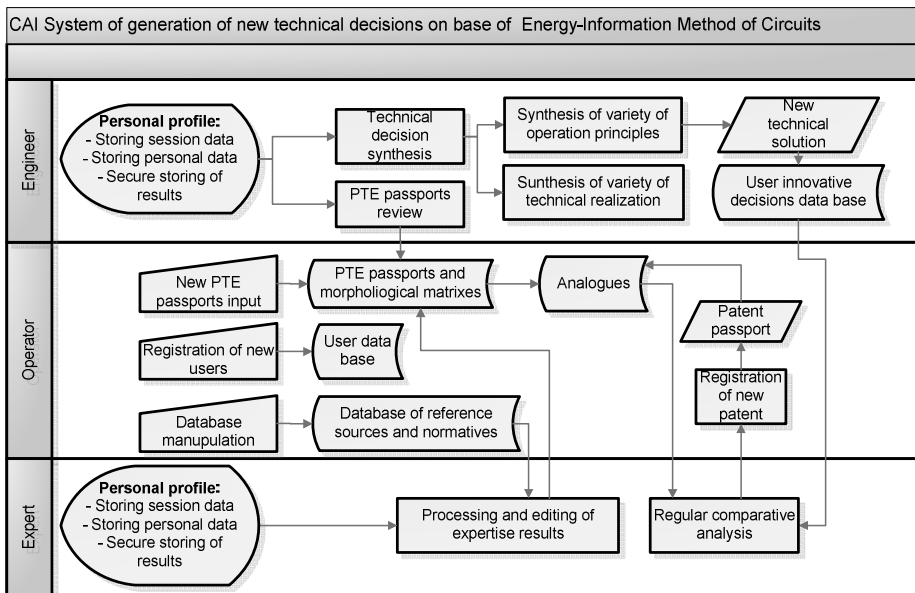 CAI System of generation of new technical decisions on base of Energy-Information Method of Circuits
Engineer
Personal profile:
- Storing session data
- Storing personal data
- Secure storing of
results
Technical
decision
synthesis
PTE passports
review
Synthesis of variety of
operation principles
Sunthesis of variety of
technical realization
New
technical
solution
User innovative
decisions data base
Operator
New PTE
passports input
PTE passports and
morpholiogical matrixes
Analogues
Patent
passport
Registration of new
users
User data
base
Registration
of new
patent
Database
manupulation
Database of reference
sources and normatives
Expert
Personal profile:
- Storing session data
- Storing personal data
- Secure storing of
results
Processing and editing of
expertise results
Regular comparative
analysis